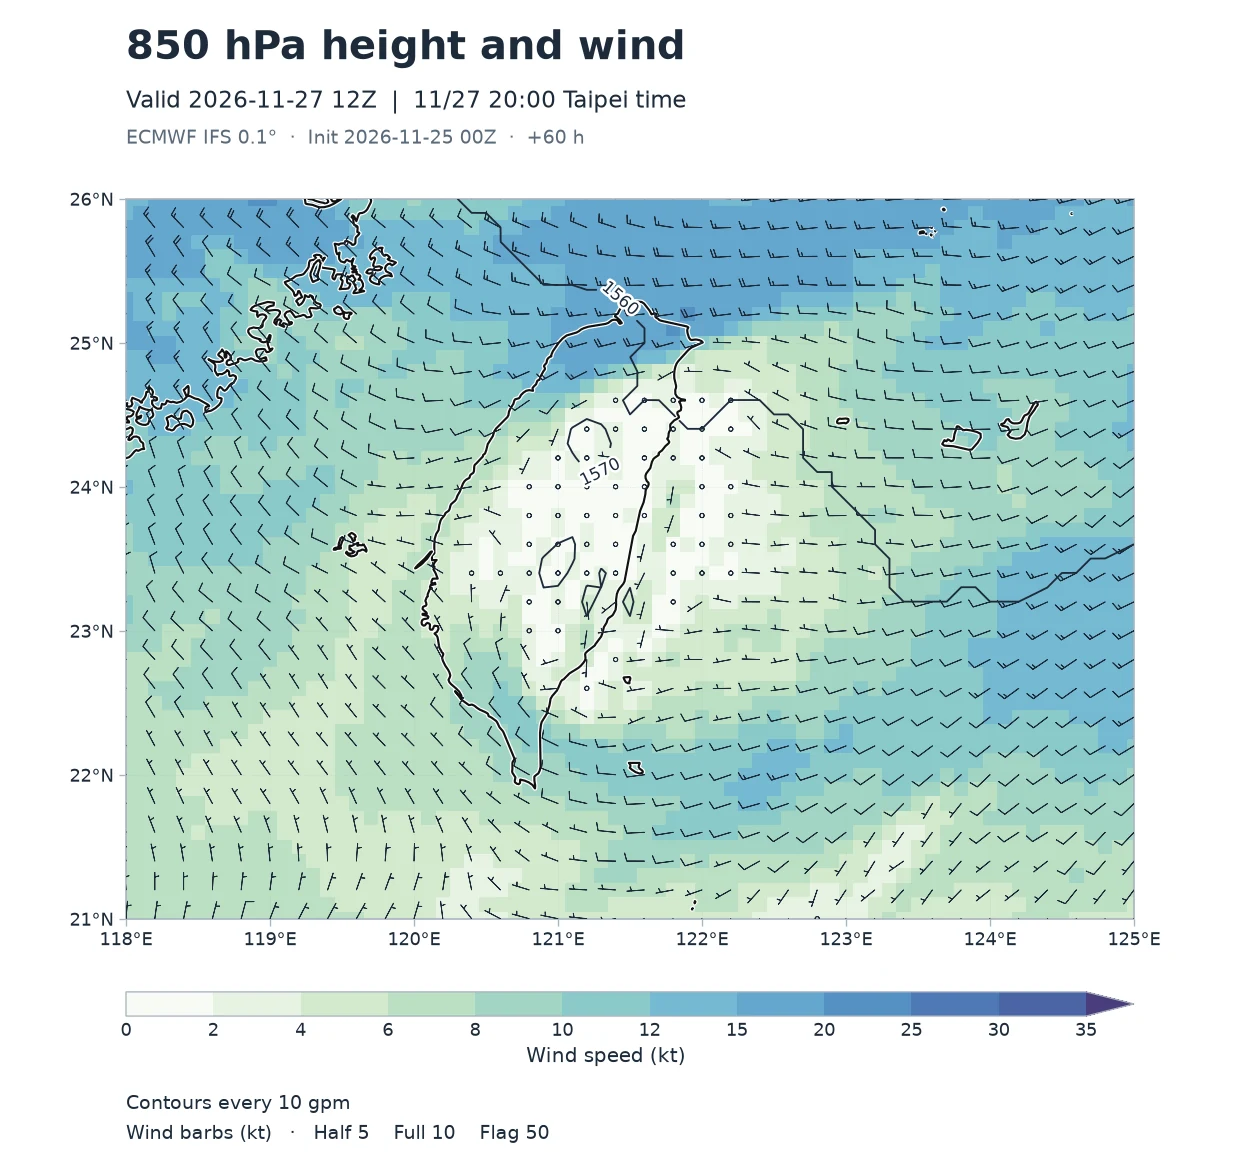 850 hPa height and wind
Valid 2026-11-27 12Z | 11/27 20:00 Taipei time
ECMWF IFS 0.1° · Init 2026-11-25 00Z · +60 h
26°N
25°N
24°N
23°N
22°N
21°N
1560
1570
118°E 119°E 120°E 121°E 122°E 123°E 124°E 125°E
0 2 4 6 8 10 12 15 20 25 30 35
Wind speed (kt)
Contours every 10 gpm
Wind barbs (kt) · Half 5 Full 10 Flag 50